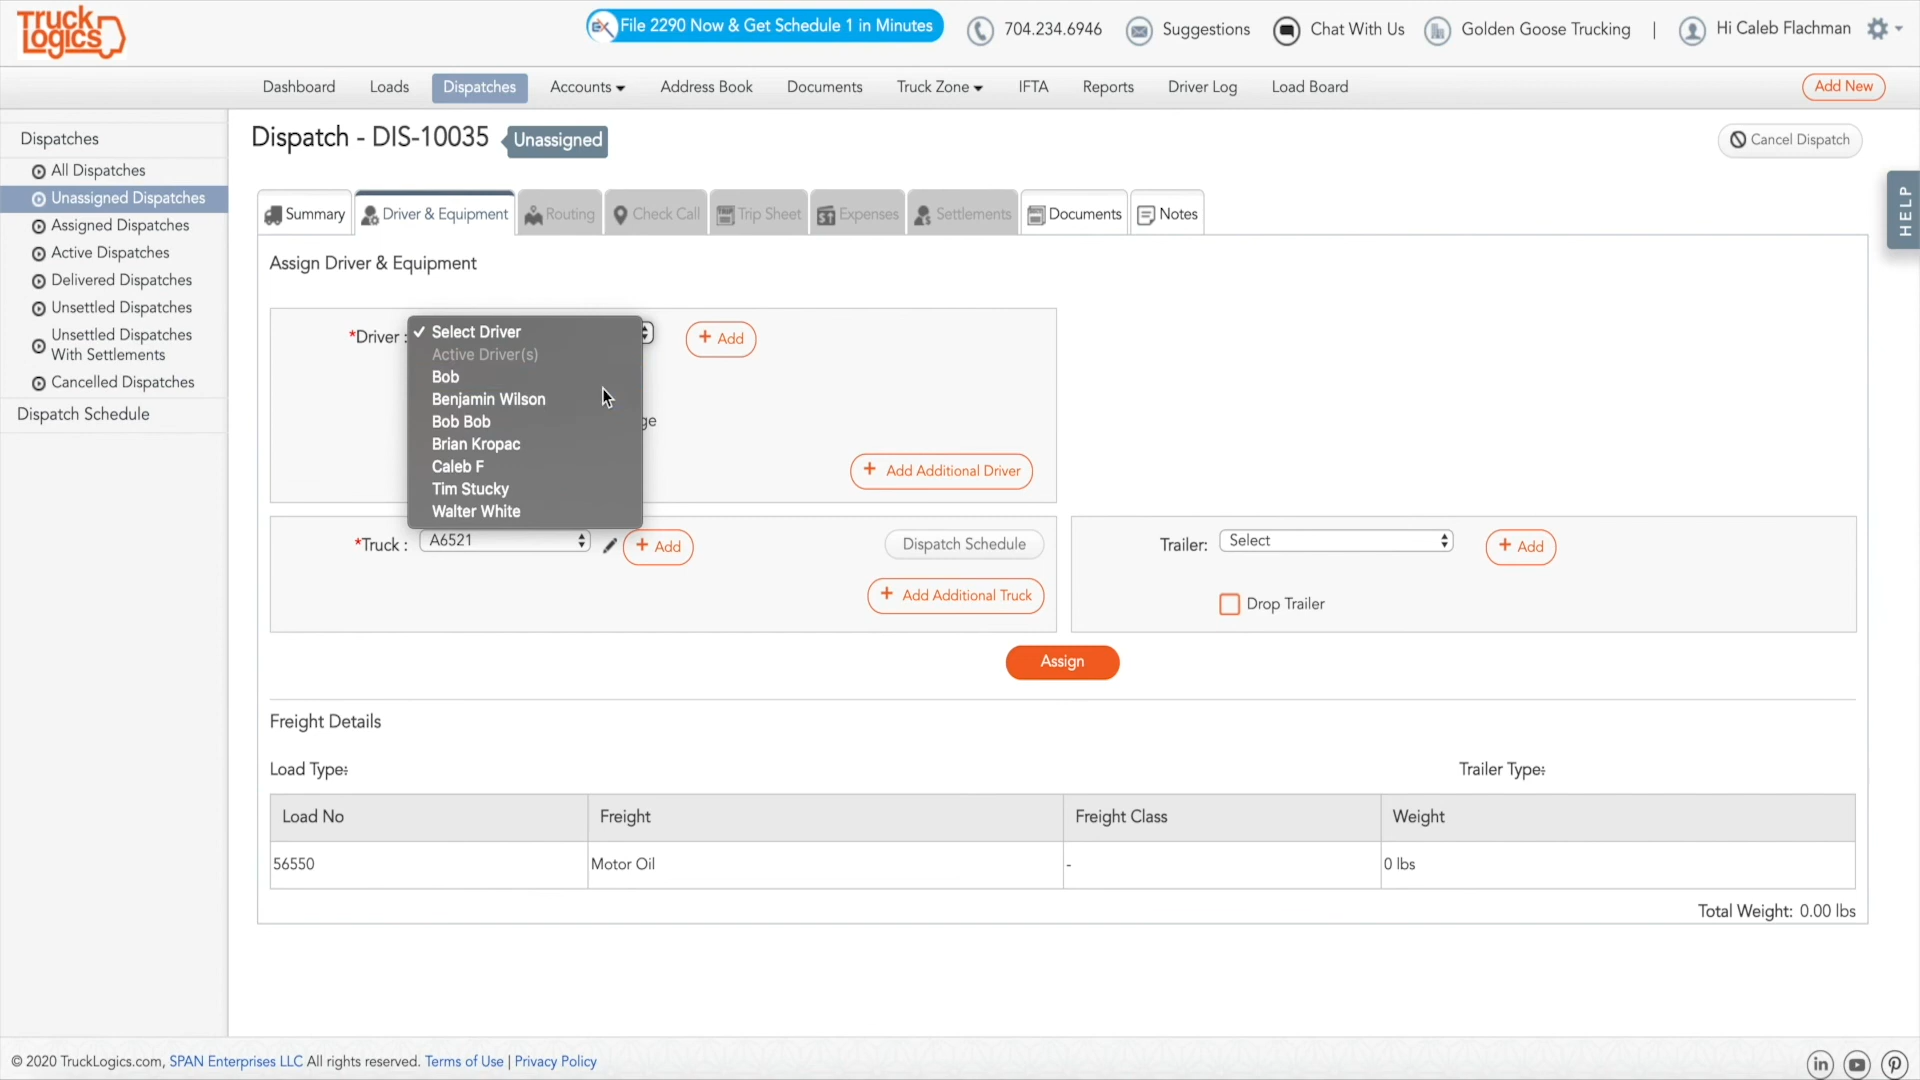 Truck Logics
File 2290 Now & Get Schedule 1 in Minutes
704.234.6946
Suggestions
Chat With Us
Golden Goose Trucking
|
Hi Caleb Flachman
Dashboard
Loads
Dispatches
Accounts
Address Book
Documents
Truck Zone
IFTA
Reports
Driver Log
Load Board
Add New
Dispatches
All Dispatches
Unassigned Dispatches
Assigned Dispatches
Active Dispatches
Delivered Dispatches
Unsettled Dispatches
Unsettled Dispatches
With Settlements
Cancelled Dispatches
Dispatch Schedule
Dispatch - DIS-10035
Unassigned
Cancel Dispatch
HELP
Summary
Driver & Equipment
Routing
Check Call
Trip Sheet
Expenses
Settlements
Documents
Notes
Assign Driver & Equipment
*Driver :
✓ Select Driver
Active Driver(s)
Bob
Benjamin Wilson
Bob Bob
Brian Kropac
Caleb F
Tim Stucky
Walter White
+ Add
ge
+ Add Additional Driver
*Truck :
A6521
+ Add
Dispatch Schedule
+ Add Additional Truck
Trailer:
Select
+ Add
Drop Trailer
Assign
Freight Details
Load Type:
Trailer Type:
Load No
Freight
Freight Class
Weight
56550
Motor Oil
-
0 lbs
Total Weight: 0.00 lbs
© 2020 TruckLogics.com, SPAN Enterprises LLC All rights reserved. Terms of Use | Privacy Policy
in